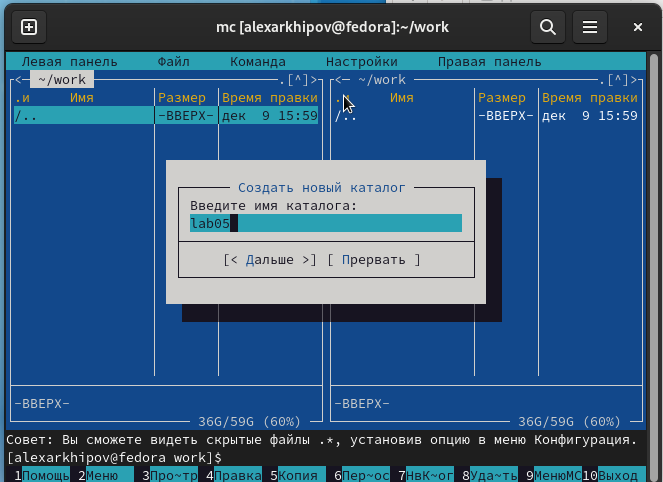 mc [alexarkhipov@fedora]:~/work
Левая панель Файл Команда Настройки Правая панель
<- ~/work .[^]> <- ~/work .[^]>
.и Имя Размер Время правки .и Имя Размер Время правки
/.. -ВВЕРХ- дек 9 15:59 /.. -ВВЕРХ- дек 9 15:59
Создать новый каталог
Введите имя каталога:
lab05
[< Дальше >] [ Прервать ]
-ВВЕРХ- -ВВЕРХ-
36G/59G (60%) 36G/59G (60%)
Совет: Вы сможете видеть скрытые файлы .*, установив опцию в меню Конфигурация.
[alexarkhipov@fedora work]$
1Помощь 2Меню 3Про~тр 4Правка 5Копия 6Пер~ос 7НвК~ог 8Уда~ть 9МенюMC 10Выход